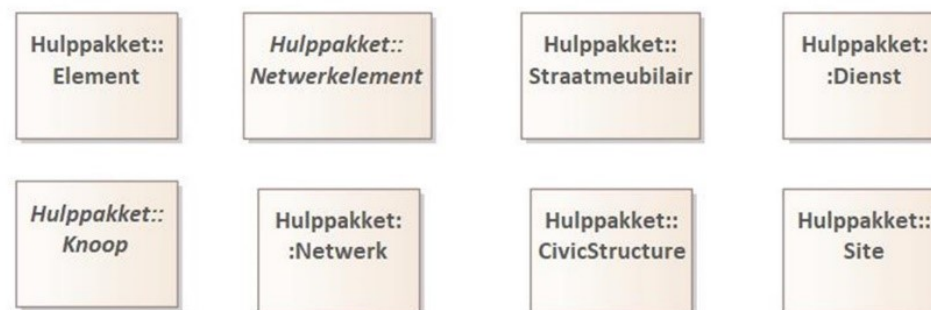 Hulppakket::
Element
Hulppakket::
Netwerkelement
Hulppakket::
Straatmeubilair
Hulppakket:
:Dienst
Hulppakket::
Knoop
Hulppakket:
:Netwerk
Hulppakket::
CivicStructure
Hulppakket::
Site